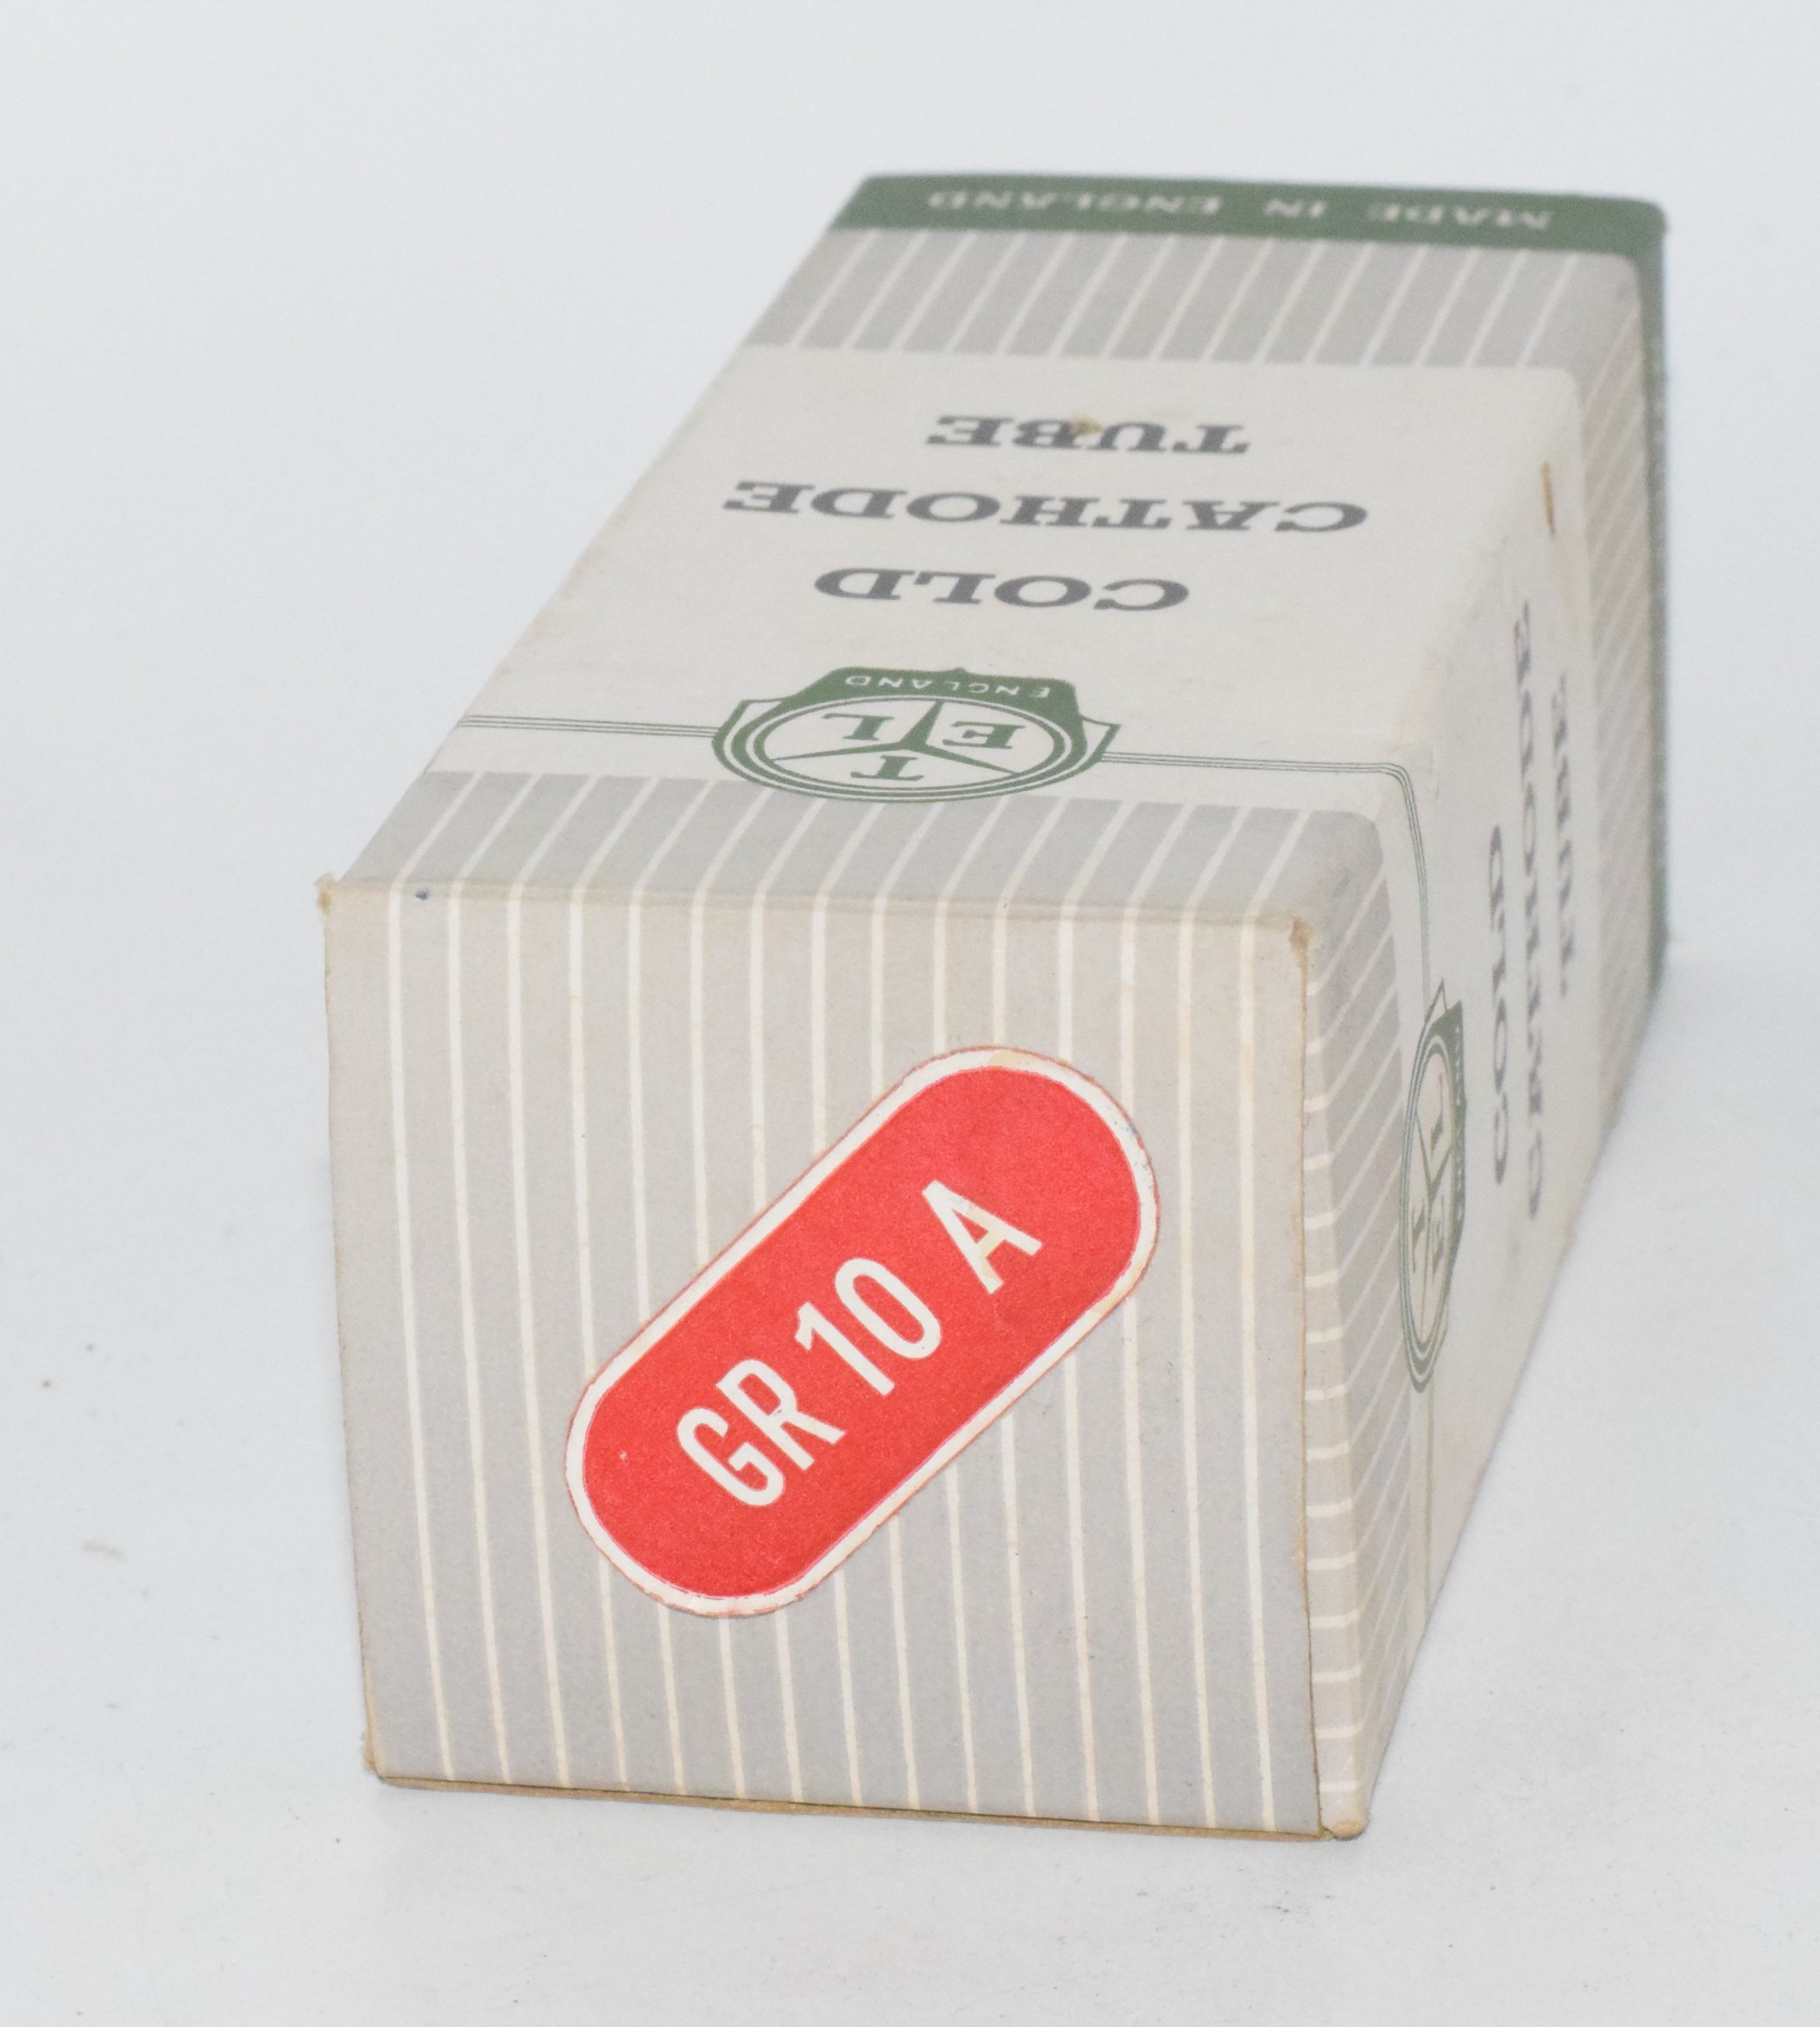 GR 10 A
T
E L
ENGLAND
COLD
CATHODE
TUBE
MADE IN ENGLAND
T
E L
COLD
CATHODE
TUBE